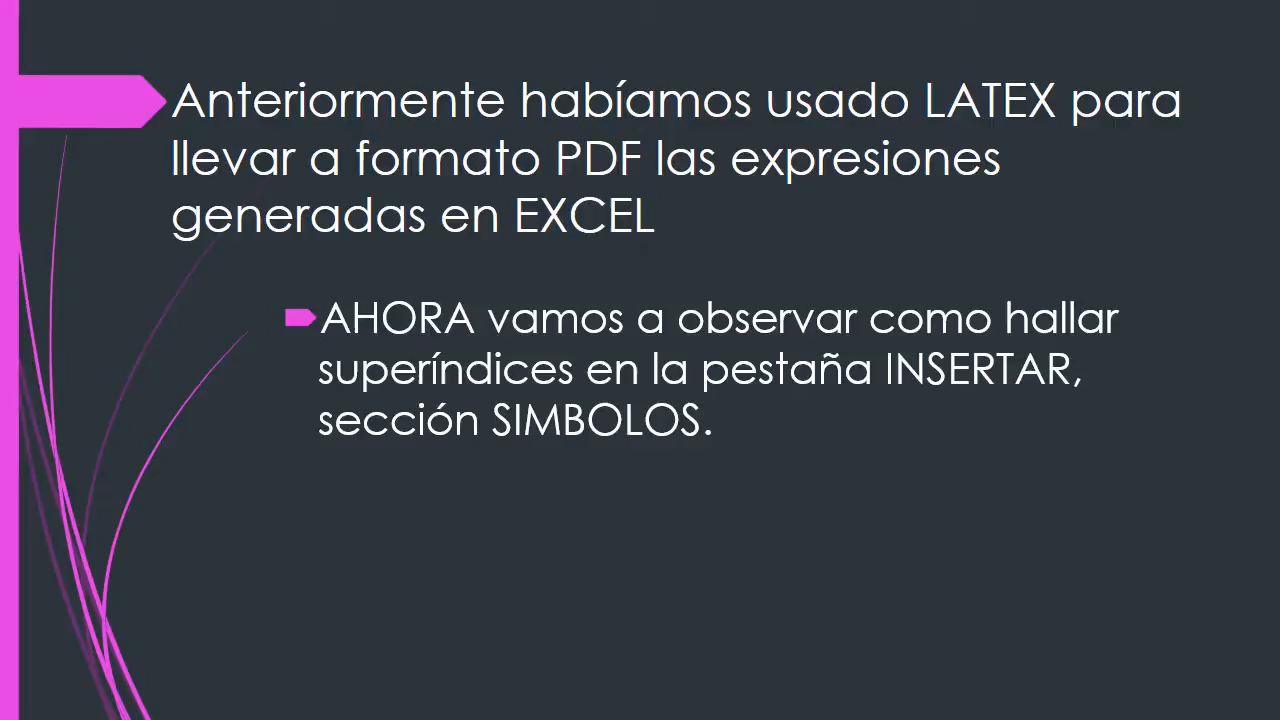 Anteriormente habíamos usado LATEX para
llevar a formato PDF las expresiones
generadas en EXCEL
AHORA vamos a observar como hallar
superíndices en la pestaña INSERTAR,
sección SIMBOLOS.